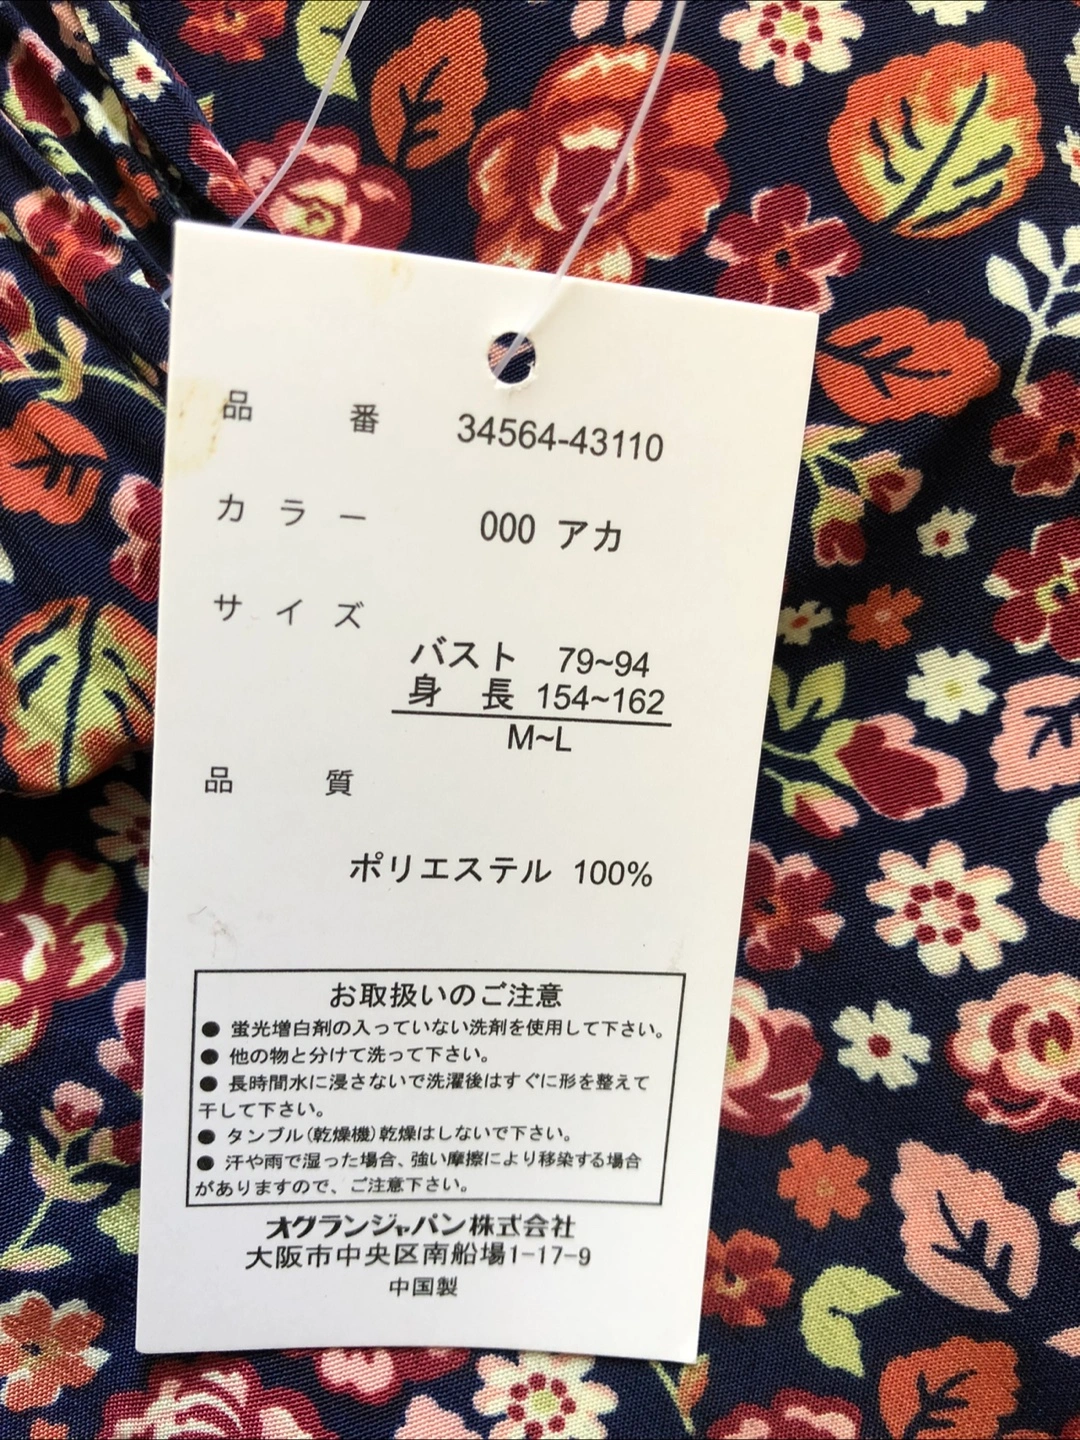 品番 34564-43110
カラー 000 アカ
サイズ
バスト 79~94
身長 154~162
M~L
品質
ポリエステル 100%
お取扱いのご注意
● 蛍光増白剤の入っていない洗剤を使用して下さい。
● 他の物と分けて洗って下さい。
● 長時間水に浸さないで洗濯後はすぐに形を整えて
干して下さい。
● タンブル(乾燥機)乾燥はしないで下さい。
● 汗や雨で湿った場合、強い摩擦により移染する場合
がありますので、ご注意下さい。
オグランジャパン株式会社
大阪市中央区南船場1-17-9
中国製